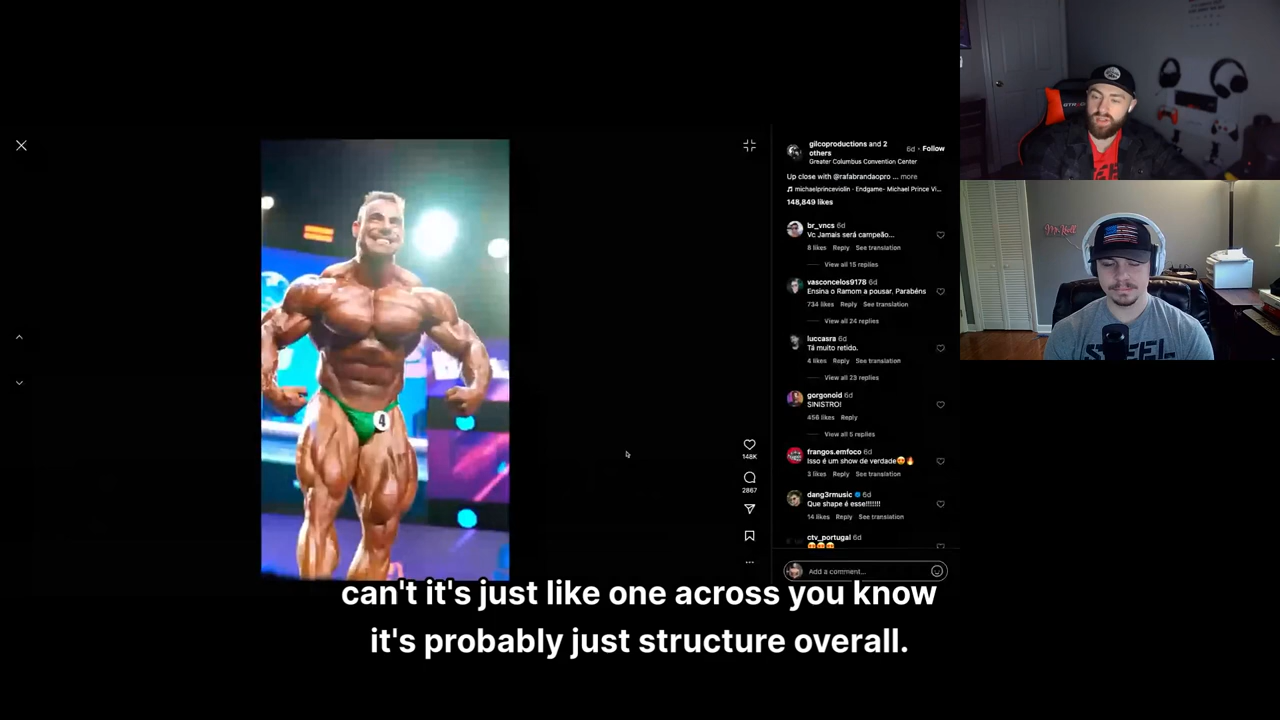 gilcoproductions and 2
others
6d · Follow
Greater Columbus Convention Center
Up close with @rafabrandaopro ... more
michaelprinceviolin · Endgame- Michael Prince Vi...
148,849 likes
br_vncs 6d
Vc Jamais será campeão...
8 likes Reply See translation
View all 15 replies
vasconcelos9178 6d
Ensina o Ramom a pousar, Parabéns
734 likes Reply See translation
View all 24 replies
luccasra 6d
Tá muito retido.
4 likes Reply See translation
View all 23 replies
gorgonoid 6d
SINISTRO!
456 likes Reply
View all 5 replies
frangos.emfoco 6d
Isso é um show de verdade😍🔥
3 likes Reply See translation
dang3rmusic 6d
Que shape é esse!!!!!!!
14 likes Reply See translation
ctv_portugal 6d
😍😍😍
Add a comment...
148K
2867
4
STEEL
can't it's just like one across you know
it's probably just structure overall.